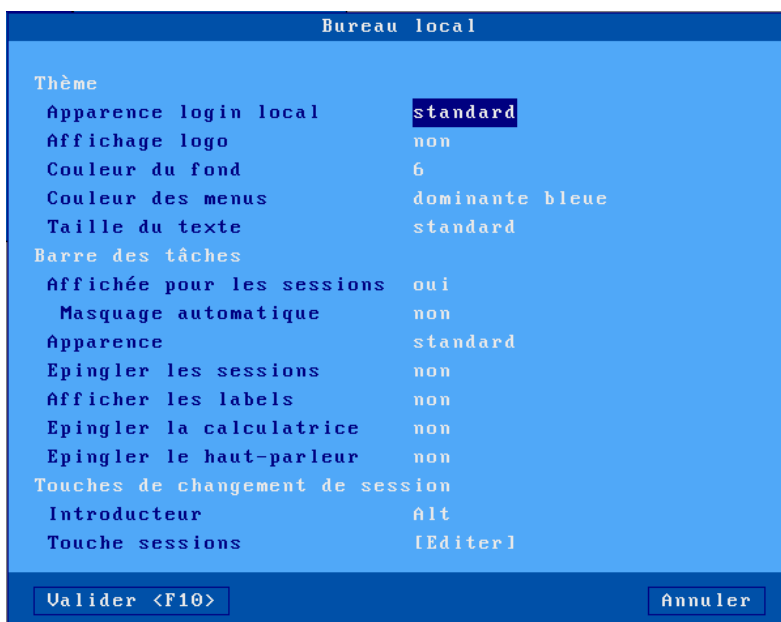 Bureau local
Thème
Apparence login local standard
Affichage logo non
Couleur du fond 6
Couleur des menus dominante bleue
Taille du texte standard
Barre des tâches
Affichée pour les sessions oui
Masquage automatique non
Apparence standard
Epingler les sessions non
Afficher les labels non
Epingler la calculatrice non
Epingler le haut-parleur non
Touches de changement de session
Introducteur Alt
Touche sessions [Editer]
Valider <F10> Annuler